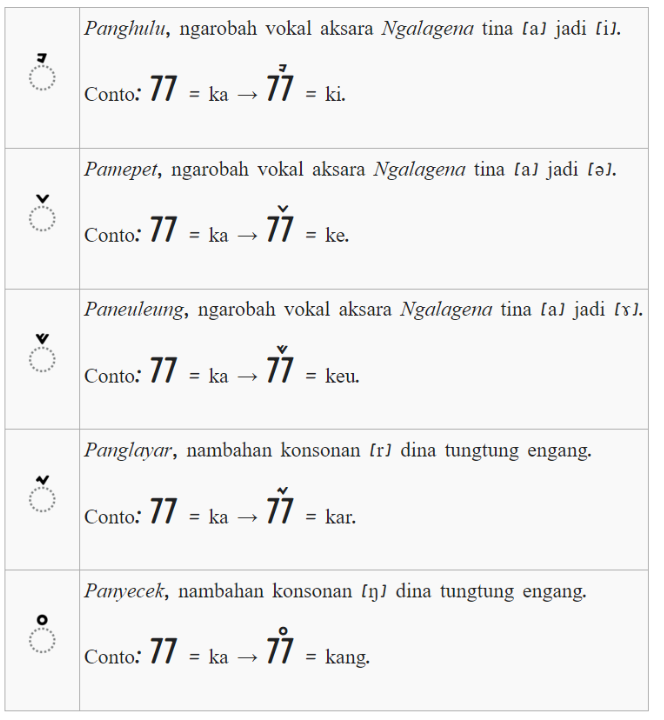 ◌ᮤ
Panghulu, ngarobah vokal aksara Ngalagena tina [a] jadi [i].
Conto: ᮊ = ka → ᮊᮤ = ki.
◌ᮨ
Pamepet, ngarobah vokal aksara Ngalagena tina [a] jadi [ə].
Conto: ᮊ = ka → ᮊᮨ = ke.
◌ᮩ
Paneuleung, ngarobah vokal aksara Ngalagena tina [a] jadi [ɤ].
Conto: ᮊ = ka → ᮊᮩ = keu.
◌ᮁ
Panglayar, nambahan konsonan [r] dina tungtung engang.
Conto: ᮊ = ka → ᮊᮁ = kar.
◌ᮀ
Panyecek, nambahan konsonan [ŋ] dina tungtung engang.
Conto: ᮊ = ka → ᮊᮀ = kang.